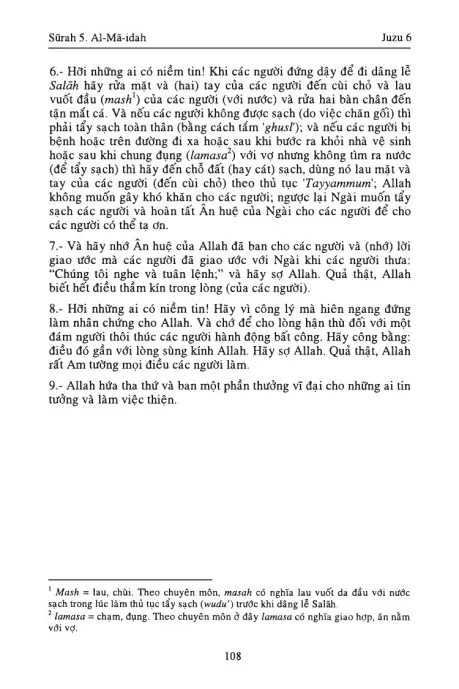 Sūrah 5. Al-Mā-idah Juzu 6
6.- Hỡi những ai có niềm tin! Khi các người đứng dậy để đi dâng lễ
Salāh hãy rửa mặt và (hai) tay của các người đến cùi chỏ và lau
vuốt đầu (mash¹) của các người (với nước) và rửa hai bàn chân đến
tận mắt cá. Và nếu các người không được sạch (do việc chăn gối) thì
phải tẩy sạch toàn thân (bằng cách tắm 'ghusl'); và nếu các người bị
bệnh hoặc trên đường đi xa hoặc sau khi bước ra khỏi nhà vệ sinh
hoặc sau khi chung đụng (lamasa²) với vợ nhưng không tìm ra nước
(để tẩy sạch) thì hãy đến chỗ đất (hay cát) sạch, dùng nó lau mặt và
tay của các người (đến cùi chỏ) theo thủ tục 'Tayyammum'; Allah
không muốn gây khó khăn cho các người; ngược lại Ngài muốn tẩy
sạch các người và hoàn tất Ân huệ của Ngài cho các người để cho
các người có thể tạ ơn.
7.- Và hãy nhớ Ân huệ của Allah đã ban cho các người và (nhớ) lời
giao ước mà các người đã giao ước với Ngài khi các người thưa:
“Chúng tôi nghe và tuân lệnh;” và hãy sợ Allah. Quả thật, Allah
biết hết điều thầm kín trong lòng (của các người).
8.- Hỡi những ai có niềm tin! Hãy vì công lý mà hiên ngang đứng
làm nhân chứng cho Allah. Và chớ để cho lòng hận thù đối với một
đám người thôi thúc các người hành động bất công. Hãy công bằng:
điều đó gần với lòng sùng kính Allah. Hãy sợ Allah. Quả thật, Allah
rất Am tường mọi điều các người làm.
9.- Allah hứa tha thứ và ban một phần thưởng vĩ đại cho những ai tin
tưởng và làm việc thiện.
¹ Mash = lau, chùi. Theo chuyên môn, masah có nghĩa lau vuốt da đầu với nước
sạch trong lúc làm thủ tục tẩy sạch (wudu’) trước khi dâng lễ Salāh.
² lamasa = chạm, đụng. Theo chuyên môn ở đây lamasa có nghĩa giao hợp, ăn nằm
với vợ.
108